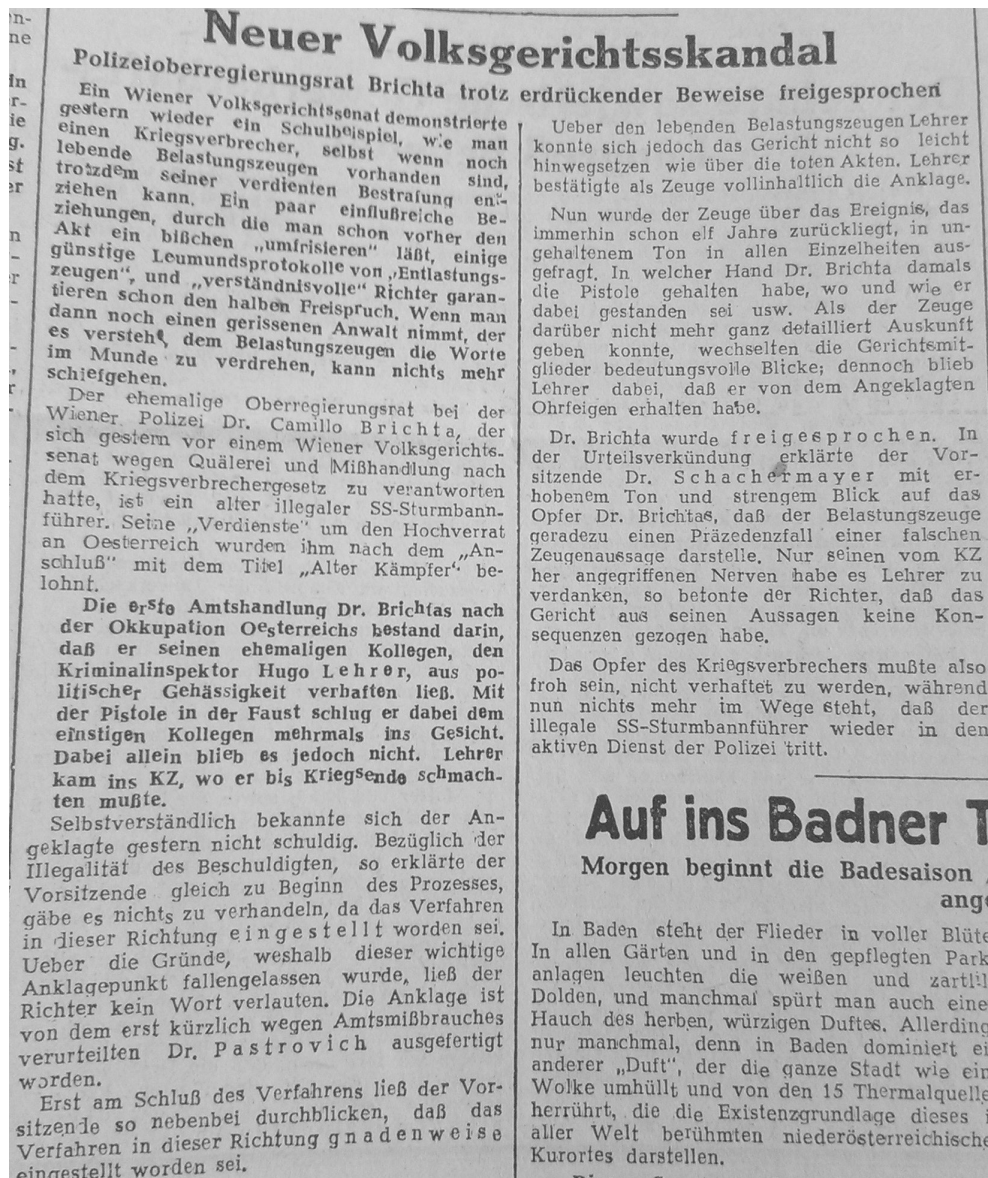 Neuer Volksgerichtsskandal
Polizeioberregierungsrat Brichta trotz erdrückender Beweise freigesprochen
Ein Wiener Volksgerichtssenat demonstrierte
gestern wieder ein Schulbeispiel, wie man
einen Kriegsverbrecher, selbst wenn noch
lebende Belastungszeugen vorhanden sind,
trotzdem seiner verdienten Bestrafung ent-
ziehen kann. Ein paar einflußreiche Be-
ziehungen, durch die man schon vorher den
Akt ein bißchen „umfrisieren" läßt, einige
günstige Leumundsprotokolle von „Entlastungs-
zeugen", und „verständnisvolle" Richter garan-
tieren schon den halben Freispruch. Wenn man
dann noch einen gerissenen Anwalt nimmt, der
es versteht, dem Belastungszeugen die Worte
im Munde zu verdrehen, kann nichts mehr
schiefgehen.
Der ehemalige Oberregierungsrat bei der
Wiener Polizei Dr. Camillo Brichta, der
sich gestern vor einem Wiener Volksgerichts-
senat wegen Quälerei und Mißhandlung nach
dem Kriegsverbrechergesetz zu verantworten
hatte, ist ein alter illegaler SS-Sturmbann-
führer. Seine „Verdienste" um den Hochverrat
an Oesterreich wurden ihm nach dem „An-
schluß" mit dem Titel „Alter Kämpfer" be-
lohnt.
Die erste Amtshandlung Dr. Brichtas nach
der Okkupation Oesterreichs bestand darin,
daß er seinen ehemaligen Kollegen, den
Kriminalinspektor Hugo Lehrer, aus po-
litischer Gehässigkeit verhaften ließ. Mit
der Pistole in der Faust schlug er dabei dem
einstigen Kollegen mehrmals ins Gesicht.
Dabei allein blieb es jedoch nicht. Lehrer
kam ins KZ, wo er bis Kriegsende schmach-
ten mußte.
Selbstverständlich bekannte sich der An-
geklagte gestern nicht schuldig. Bezüglich der
Illegalität des Beschuldigten, so erklärte der
Vorsitzende gleich zu Beginn des Prozesses,
gäbe es nichts zu verhandeln, da das Verfahren
in dieser Richtung eingestellt worden sei.
Ueber die Gründe, weshalb dieser wichtige
Anklagepunkt fallengelassen wurde, ließ der
Richter kein Wort verlauten. Die Anklage ist
von dem erst kürzlich wegen Amtsmißbrauches
verurteilten Dr. Pastrovich ausgefertigt
worden.
Erst am Schluß des Verfahrens ließ der Vor-
sitzende so nebenbei durchblicken, daß das
Verfahren in dieser Richtung gnadenweise
eingestellt worden sei.
Ueber den lebenden Belastungszeugen Lehrer
konnte sich jedoch das Gericht nicht so leicht
hinwegsetzen wie über die toten Akten. Lehrer
bestätigte als Zeuge vollinhaltlich die Anklage.
Nun wurde der Zeuge über das Ereignis, das
immerhin schon elf Jahre zurückliegt, in un-
gehaltenem Ton in allen Einzelheiten aus-
gefragt. In welcher Hand Dr. Brichta damals
die Pistole gehalten habe, wo und wie er
dabei gestanden sei usw. Als der Zeuge
darüber nicht mehr ganz detailliert Auskunft
geben konnte, wechselten die Gerichtsmit-
glieder bedeutungsvolle Blicke; dennoch blieb
Lehrer dabei, daß er von dem Angeklagten
Ohrfeigen erhalten habe.
Dr. Brichta wurde freigesprochen. In
der Urteilsverkündung erklärte der Vor-
sitzende Dr. Schachermayer mit er-
hobenem Ton und strengem Blick auf das
Opfer Dr. Brichtas, daß der Belastungszeuge
geradezu einen Präzedenzfall einer falschen
Zeugenaussage darstelle. Nur seinen vom KZ
her angegriffenen Nerven habe es Lehrer zu
verdanken, so betonte der Richter, daß das
Gericht aus seinen Aussagen keine Kon-
sequenzen gezogen habe.
Das Opfer des Kriegsverbrechers mußte also
froh sein, nicht verhaftet zu werden, während
nun nichts mehr im Wege steht, daß der
illegale SS-Sturmbannführer wieder in den
aktiven Dienst der Polizei tritt.
Auf ins Badner T
Morgen beginnt die Badesaison
ang
In Baden steht der Flieder in voller Blüte
In allen Gärten und in den gepflegten Park
anlagen leuchten die weißen und zartlil
Dolden, und manchmal spürt man auch eine
Hauch des herben, würzigen Duftes. Allerding
nur manchmal, denn in Baden dominiert ei
anderer „Duft", der die ganze Stadt wie ein
Wolke umhüllt und von den 15 Thermalquelle
herrührt, die die Existenzgrundlage dieses i
aller Welt berühmten niederösterreichische
Kurortes darstellen.